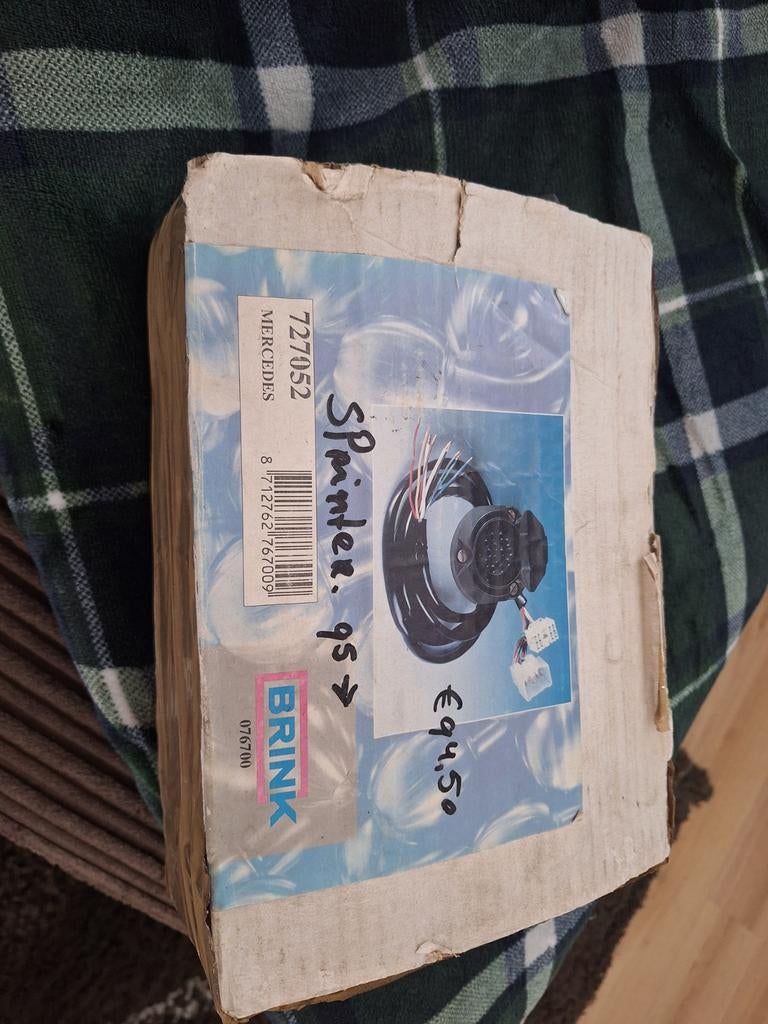 727052
MERCEDES
8 712762 767009
SPrinter. 95→
€94,50
BRINK
076700